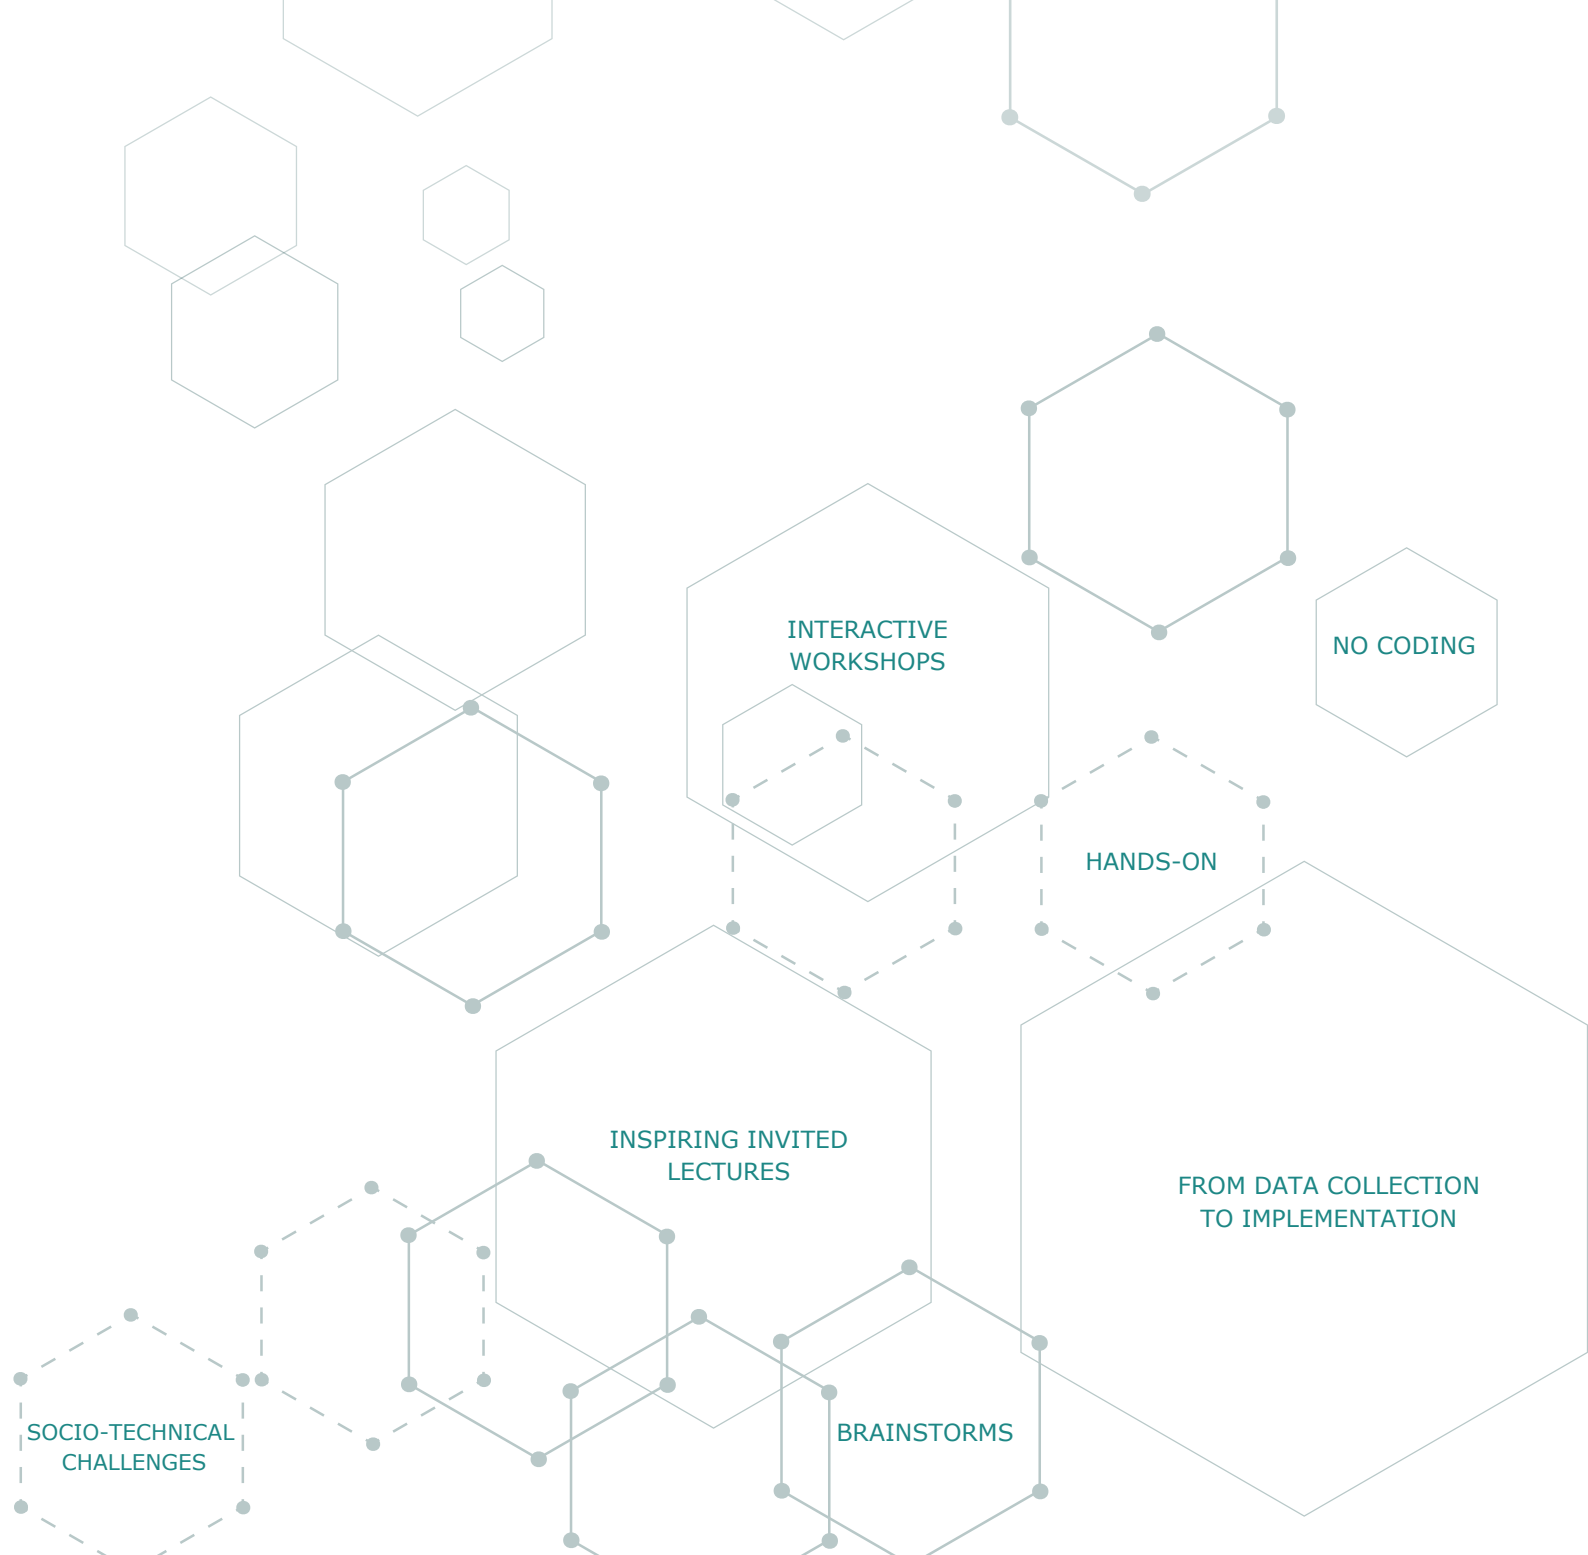 INTERACTIVE
WORKSHOPS
NO CODING
HANDS-ON
INSPIRING INVITED
LECTURES
FROM DATA COLLECTION
TO IMPLEMENTATION
SOCIO-TECHNICAL
CHALLENGES
BRAINSTORMS